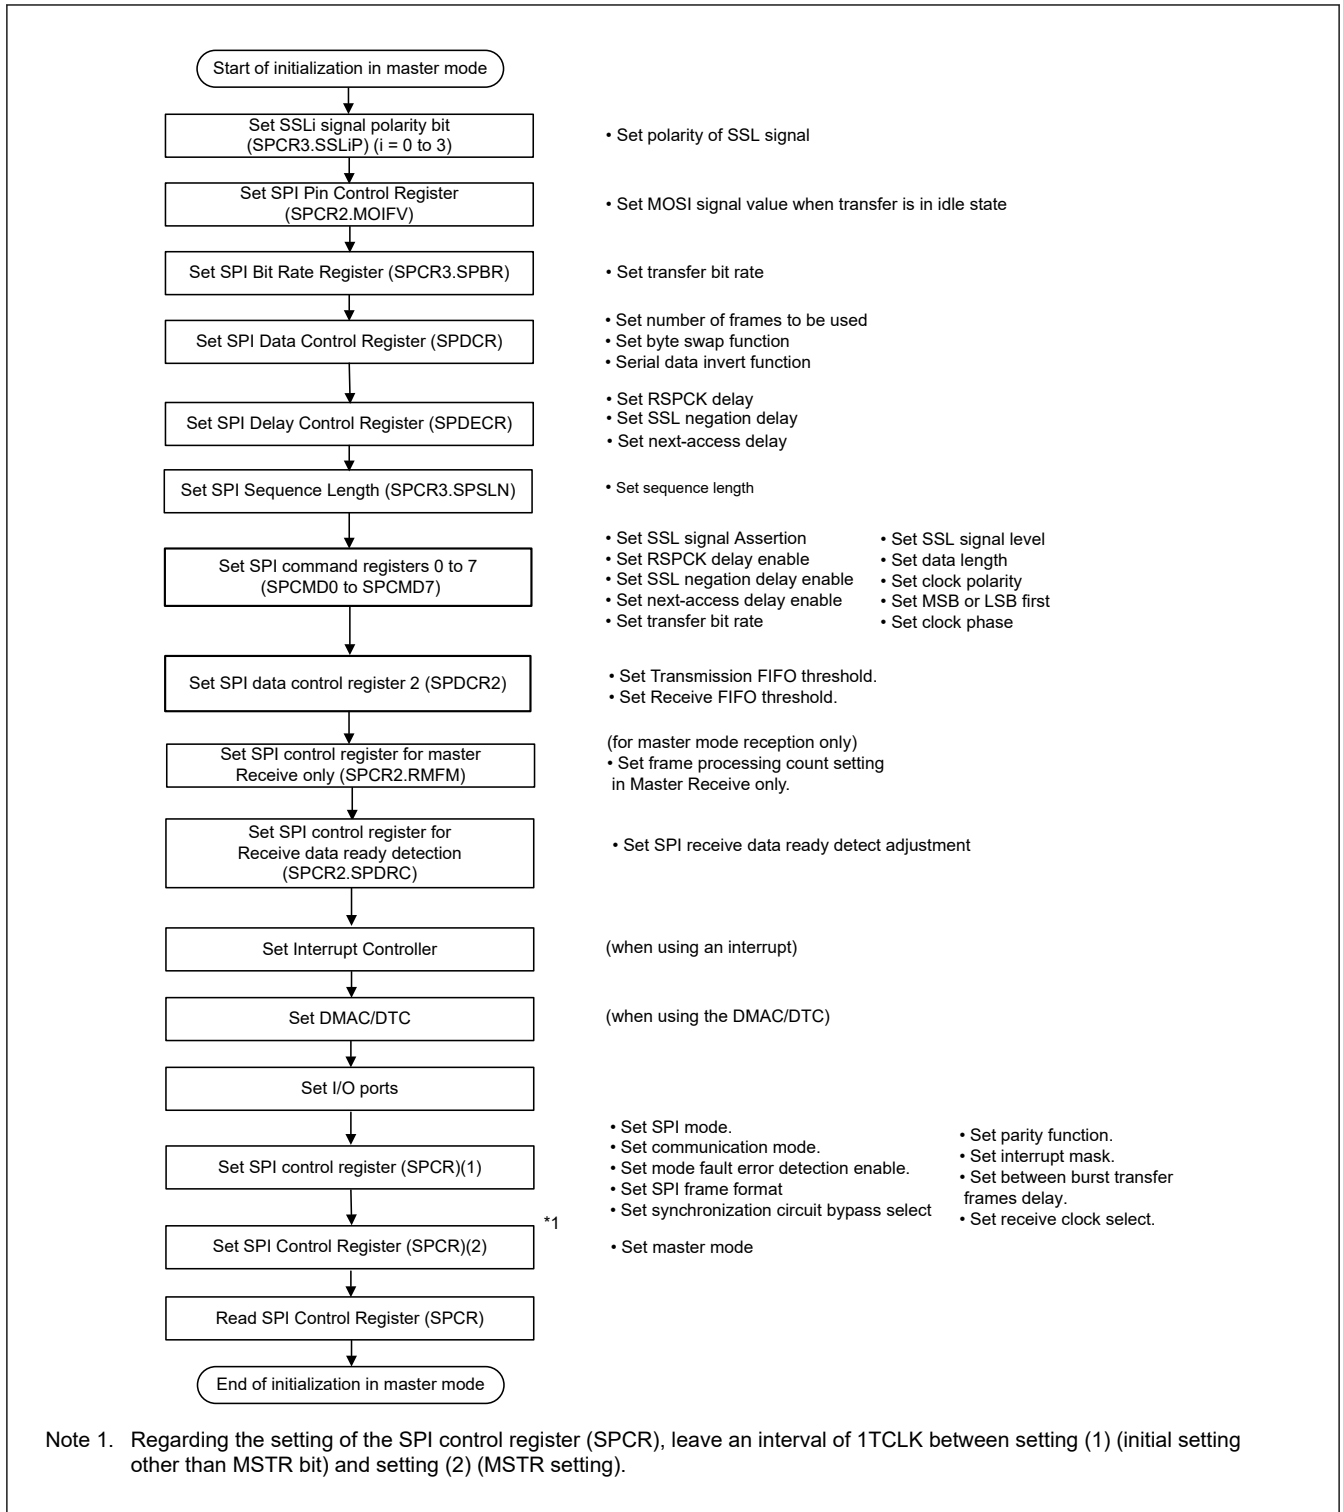 Start of initialization in master mode
Set SSLi signal polarity bit
(SPCR3.SSLiP) (i = 0 to 3)
• Set polarity of SSL signal
Set SPI Pin Control Register
(SPCR2.MOIFV)
• Set MOSI signal value when transfer is in idle state
Set SPI Bit Rate Register (SPCR3.SPBR)
• Set transfer bit rate
Set SPI Data Control Register (SPDCR)
• Set number of frames to be used
• Set byte swap function
• Serial data invert function
Set SPI Delay Control Register (SPDECR)
• Set RSPCK delay
• Set SSL negation delay
• Set next-access delay
Set SPI Sequence Length (SPCR3.SPSLN)
• Set sequence length
Set SPI command registers 0 to 7
(SPCMD0 to SPCMD7)
• Set SSL signal Assertion
• Set RSPCK delay enable
• Set SSL negation delay enable
• Set next-access delay enable
• Set transfer bit rate
• Set SSL signal level
• Set data length
• Set clock polarity
• Set MSB or LSB first
• Set clock phase
Set SPI data control register 2 (SPDCR2)
• Set Transmission FIFO threshold.
• Set Receive FIFO threshold.
Set SPI control register for master
Receive only (SPCR2.RMFM)
(for master mode reception only)
• Set frame processing count setting
in Master Receive only.
Set SPI control register for
Receive data ready detection
(SPCR2.SPDRC)
• Set SPI receive data ready detect adjustment
Set Interrupt Controller
(when using an interrupt)
Set DMAC/DTC
(when using the DMAC/DTC)
Set I/O ports
Set SPI control register (SPCR)(1)
• Set SPI mode.
• Set communication mode.
• Set mode fault error detection enable.
• Set SPI frame format
• Set synchronization circuit bypass select
• Set parity function.
• Set interrupt mask.
• Set between burst transfer
frames delay.
• Set receive clock select.
*1
Set SPI Control Register (SPCR)(2)
• Set master mode
Read SPI Control Register (SPCR)
End of initialization in master mode
Note 1. Regarding the setting of the SPI control register (SPCR), leave an interval of 1TCLK between setting (1) (initial setting
other than MSTR bit) and setting (2) (MSTR setting).